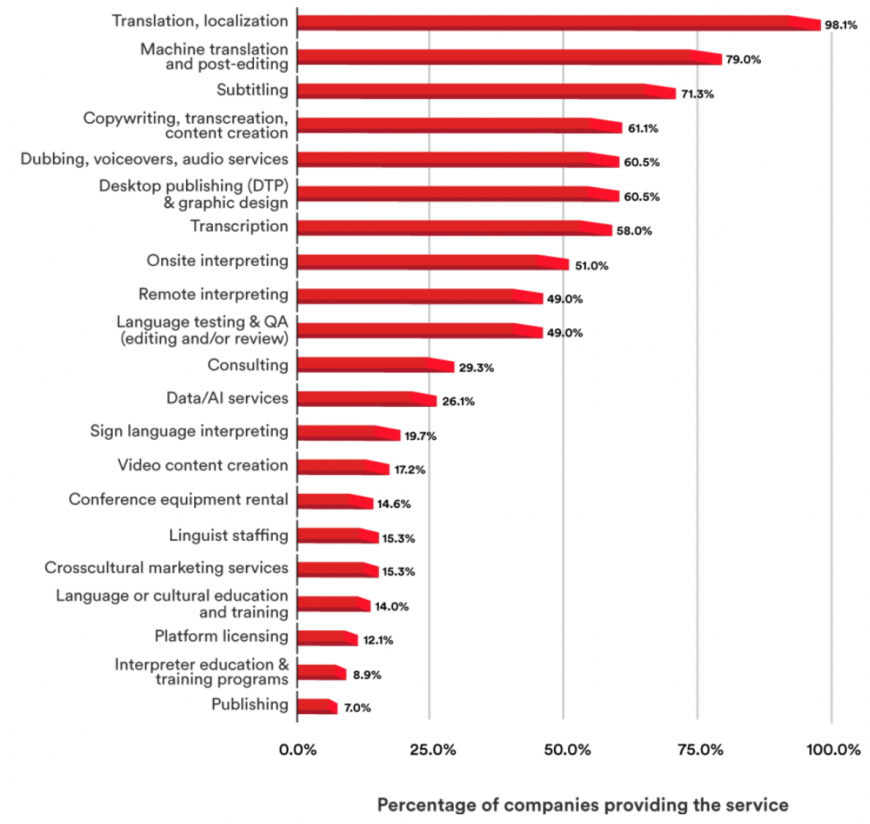 Translation, localization 98.1%
Machine translation
and post-editing 79.0%
Subtitling 71.3%
Copywriting, transcreation,
content creation 61.1%
Dubbing, voiceovers, audio services 60.5%
Desktop publishing (DTP)
& graphic design 60.5%
Transcription 58.0%
Onsite interpreting 51.0%
Remote interpreting 49.0%
Language testing & QA
(editing and/or review) 49.0%
Consulting 29.3%
Data/AI services 26.1%
Sign language interpreting 19.7%
Video content creation 17.2%
Conference equipment rental 14.6%
Linguist staffing 15.3%
Crosscultural marketing services 15.3%
Language or cultural education
and training 14.0%
Platform licensing 12.1%
Interpreter education &
training programs 8.9%
Publishing 7.0%
0.0% 25.0% 50.0% 75.0% 100.0%
Percentage of companies providing the service